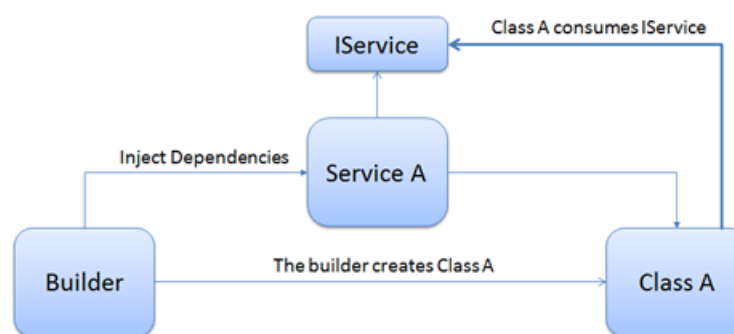 IService
Class A consumes IService
Inject Dependencies
Service A
Builder
The builder creates Class A
Class A